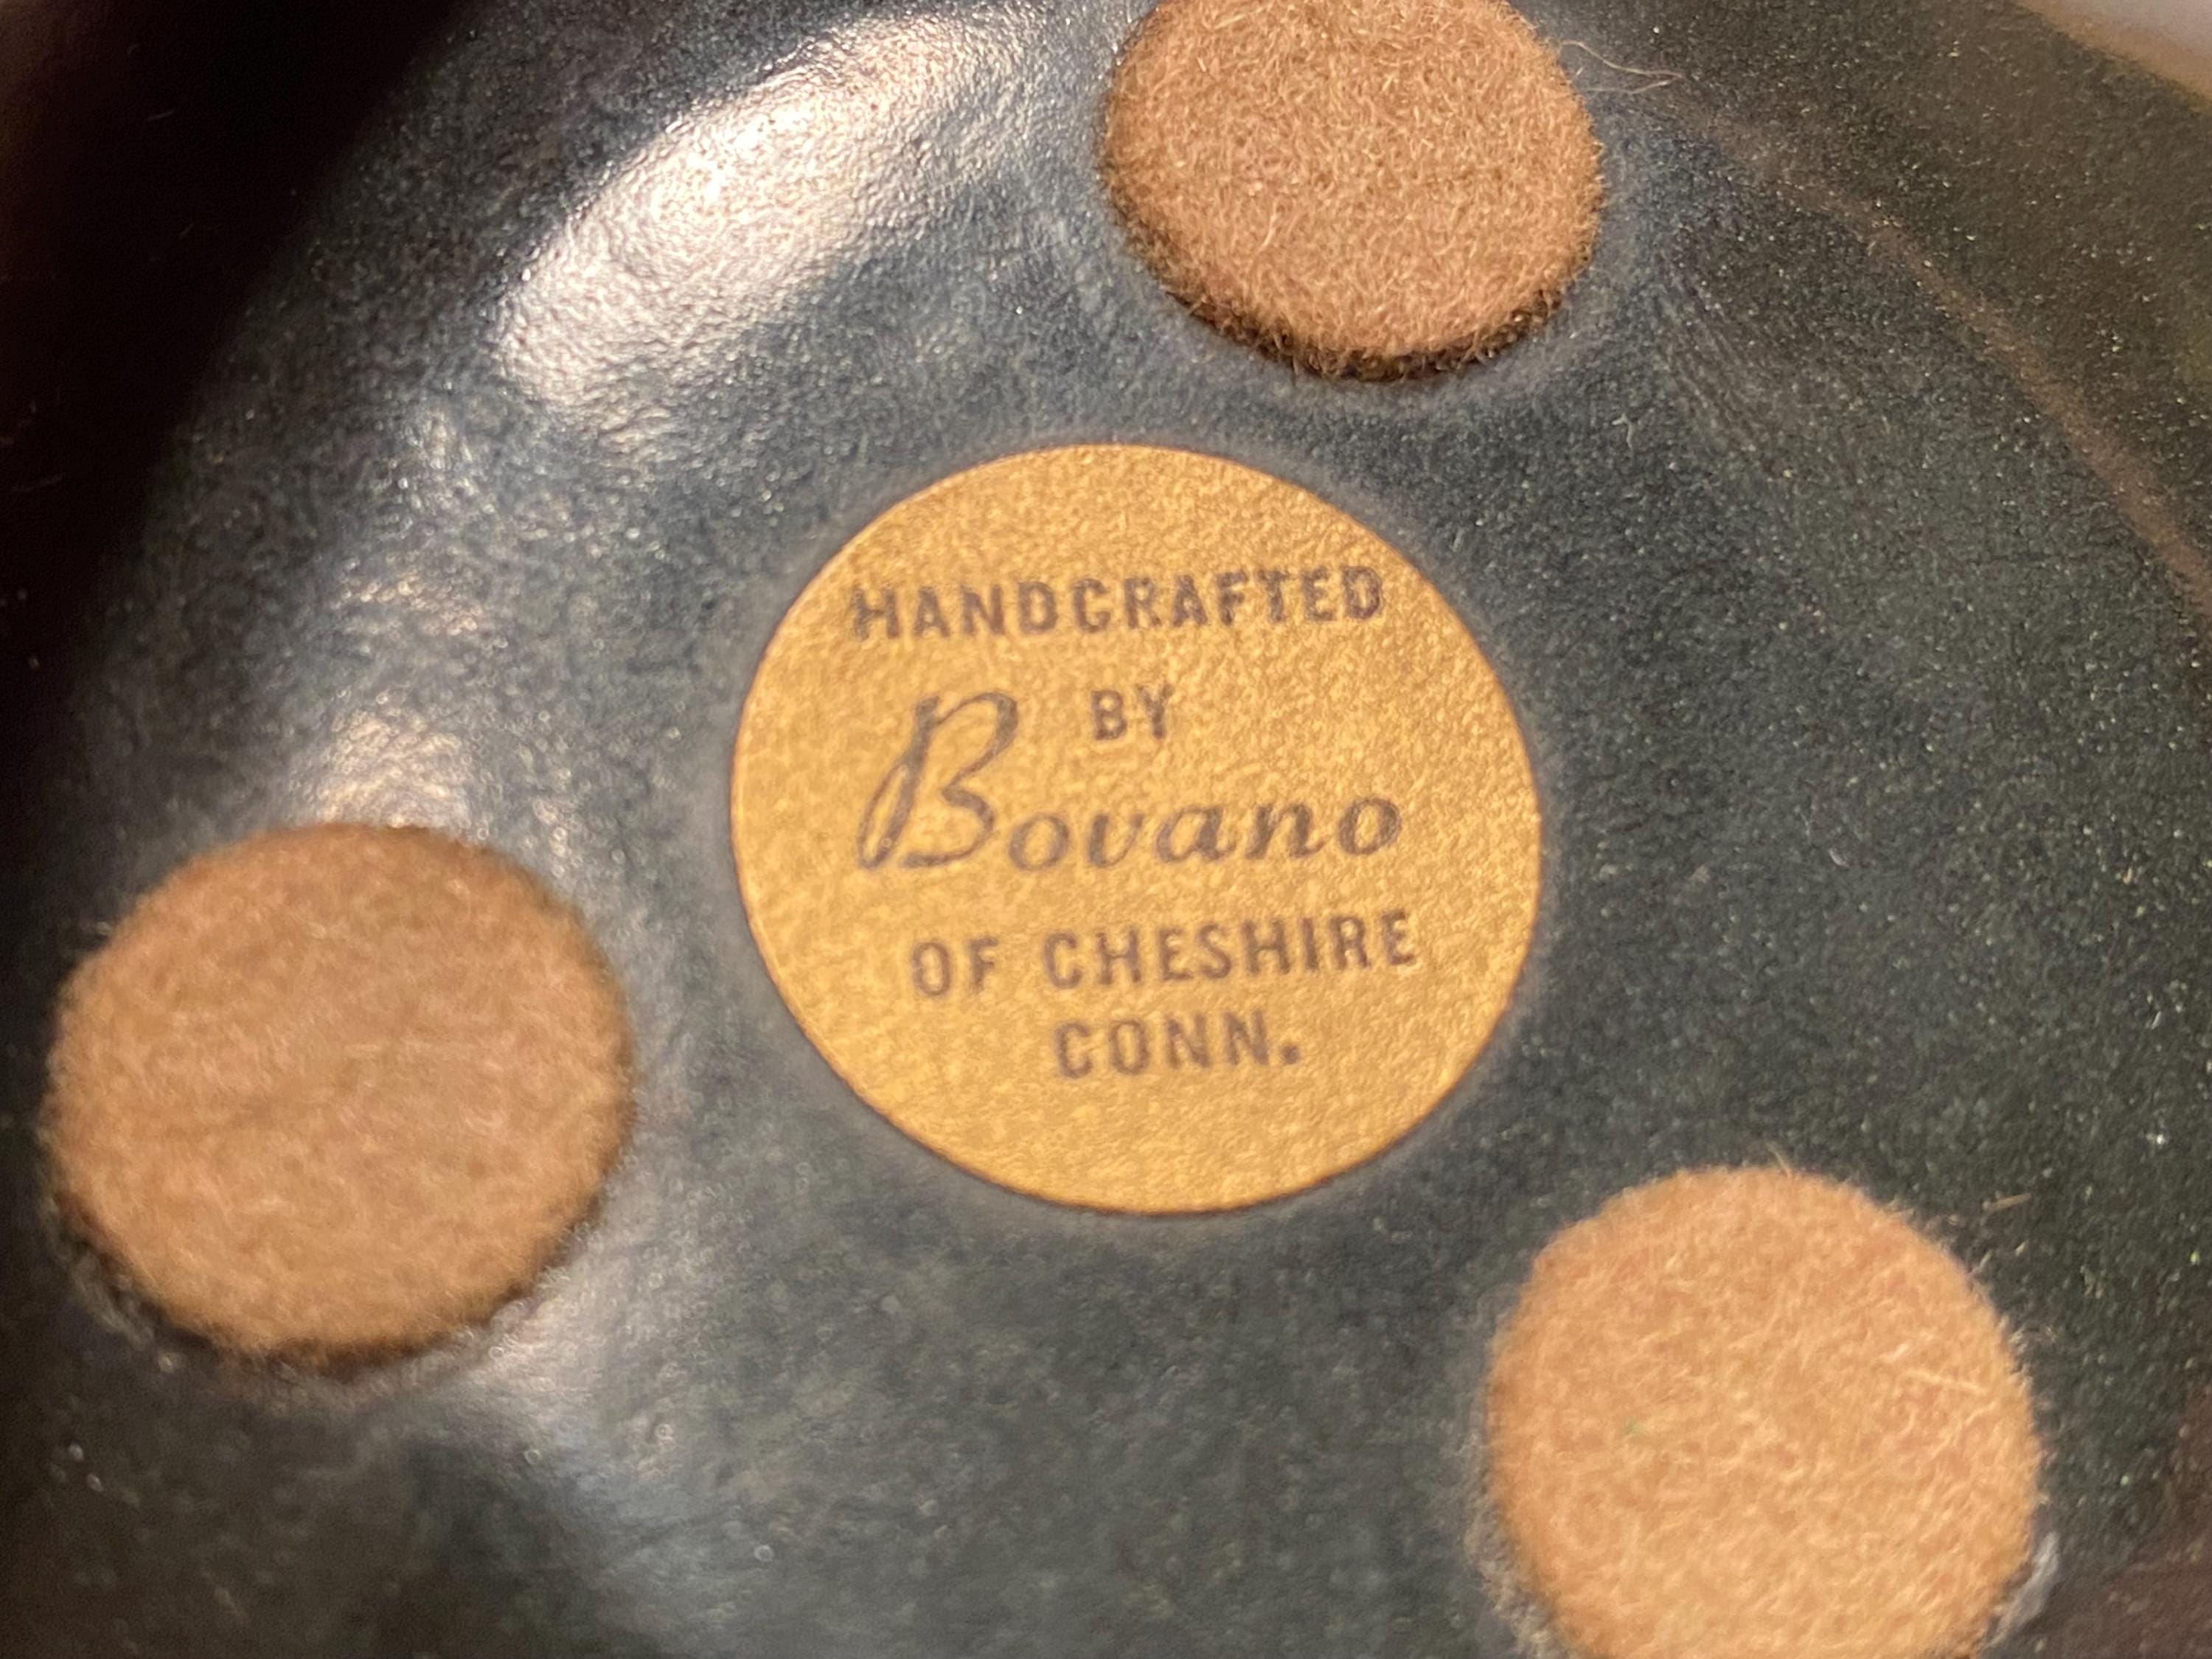 HANDCRAFTED
BY
Bovano
OF CHESHIRE
CONN.